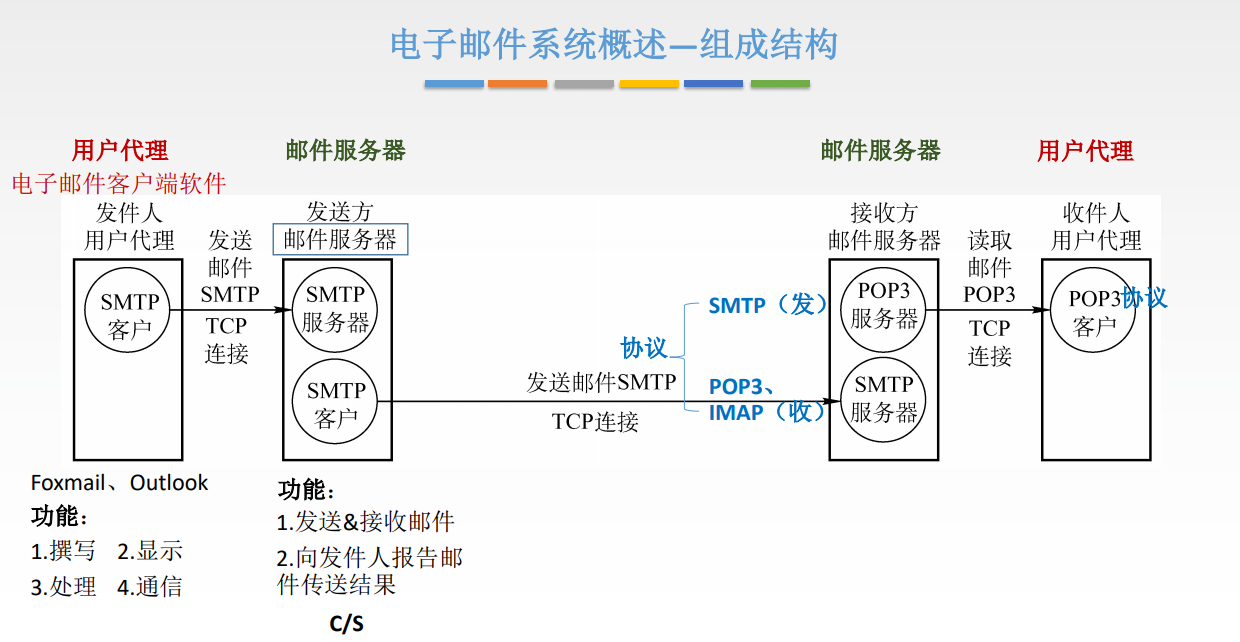 电子邮件系统概述—组成结构
用户代理
电子邮件客户端软件
邮件服务器
邮件服务器
用户代理
发件人
用户代理
发送
邮件
SMTP
TCP
连接
SMTP
客户
发送方
邮件服务器
SMTP
服务器
SMTP
客户
协议
SMTP（发）
POP3、
IMAP（收）
发送邮件SMTP
TCP连接
接收方
邮件服务器
POP3
服务器
SMTP
服务器
读取
邮件
POP3
TCP
连接
收件人
用户代理
POP3
客户
协议
Foxmail、Outlook
功能：
1.撰写 2.显示
3.处理 4.通信
功能：
1.发送&接收邮件
2.向发件人报告邮
件传送结果
C/S